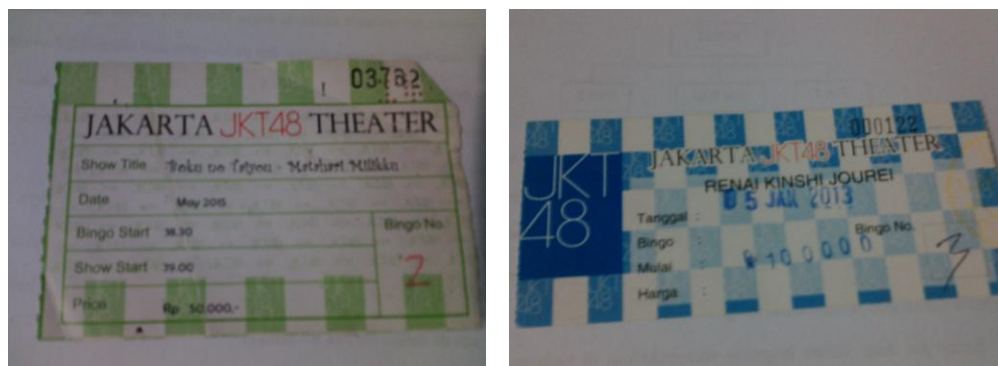 03782
JAKARTA JKT48 THEATER
Show Title Boku no Taiyou - Matahari Milikku
Date May 2015
Bingo Start 18.30
Bingo No.
2
Show Start 19.00
Price Rp 50.000,-
JKT
48
000122
JAKARTA JKT48 THEATER
RENAI KINSHI JOUREI
Tanggal : 05 JAN 2013
Bingo :
Bingo No.
3
Mulai :
Harga :